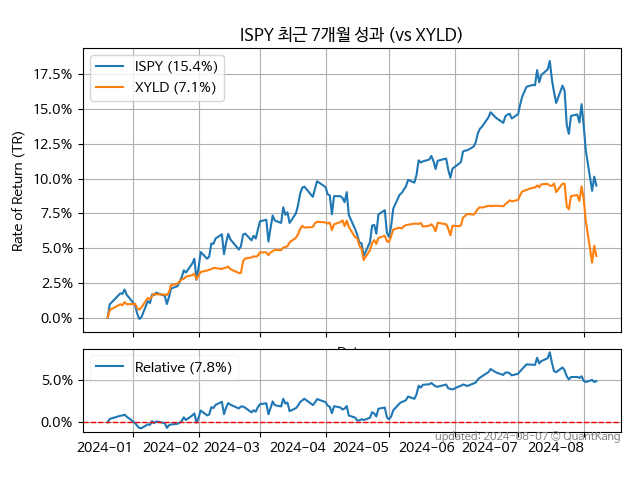 ISPY 최근 7개월 성과 (vs XYLD)
ISPY (15.4%)
XYLD (7.1%)
Rate of Return (TR)
17.5%
15.0%
12.5%
10.0%
7.5%
5.0%
2.5%
0.0%
Relative (7.8%)
5.0%
0.0%
2024-01 2024-02 2024-03 2024-04 2024-05 2024-06 2024-07 2024-08
updated: 2024-08-07 © QuantKang